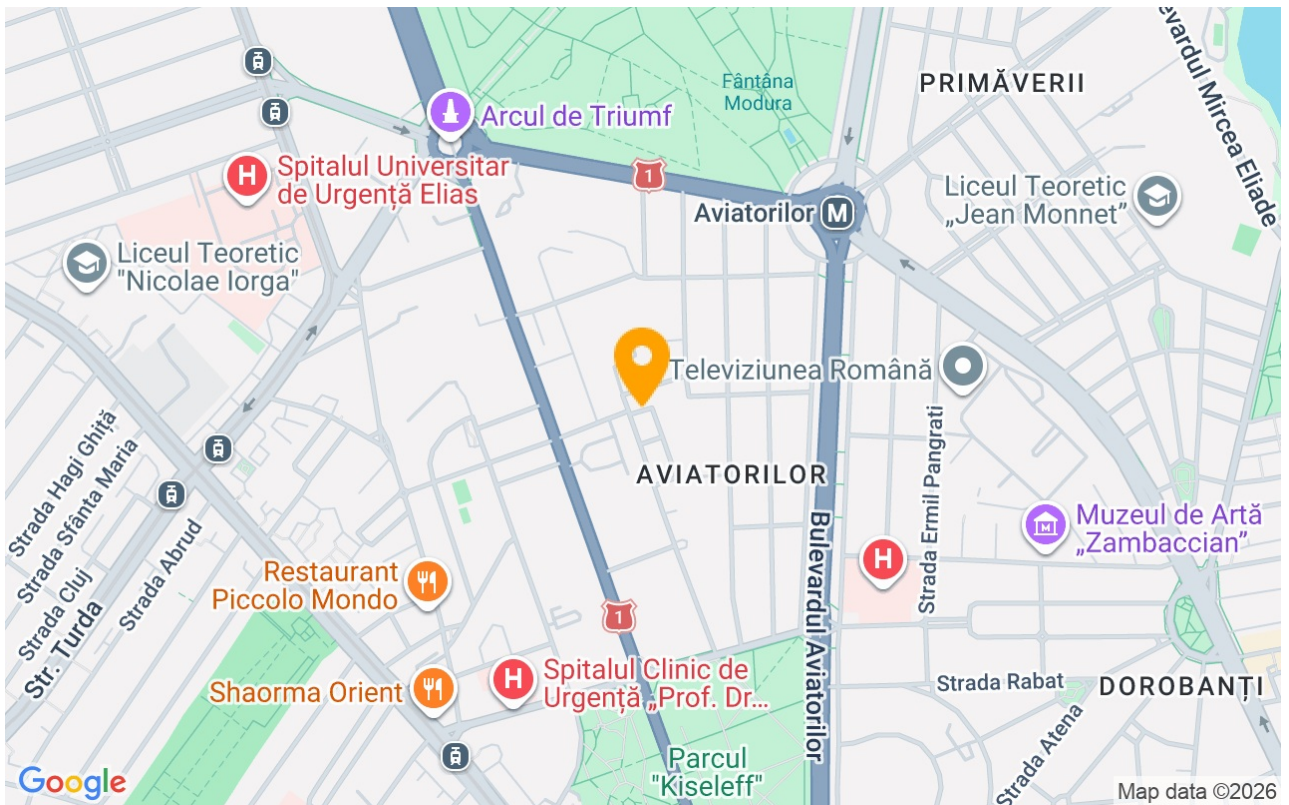 PRIMĂVERII
evardul Mircea Eliade
Fântâna
Modura
Arcul de Triumf
Spitalul Universitar
de Urgență Elias
1
Liceul Teoretic
„Jean Monnet”
Aviatorilor
M
Liceul Teoretic
"Nicolae Iorga"
Televiziunea Română
Strada Hagi Ghiță
Strada Sfânta Maria
Strada Cluj
Str. Turda
Strada Abrud
AVIATORILOR
Strada Ermil Pangrati
Bulevardul Aviatorilor
Muzeul de Artă
„Zambaccian”
Restaurant
Piccolo Mondo
H
H
H
1
Shaorma Orient
Spitalul Clinic de
Urgență „Prof. Dr...
Strada Rabat
DOROBANȚI
Strada Atena
Parcul
"Kiseleff"
Google
Map data ©2026